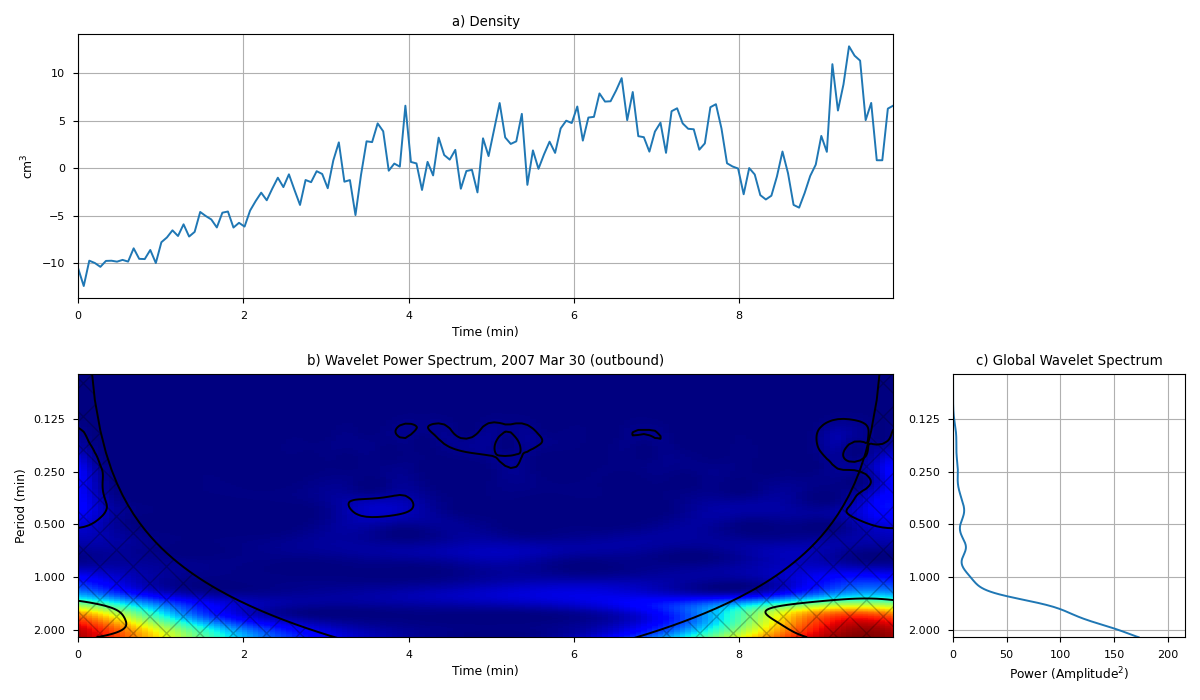 a) Density
10
5
0
−5
−10
cm³
0 2 4 6 8
Time (min)
b) Wavelet Power Spectrum, 2007 Mar 30 (outbound)
0.125
0.250
0.500
1.000
2.000
Period (min)
0 2 4 6 8
Time (min)
c) Global Wavelet Spectrum
0.125
0.250
0.500
1.000
2.000
0 50 100 150 200
Power (Amplitude²)